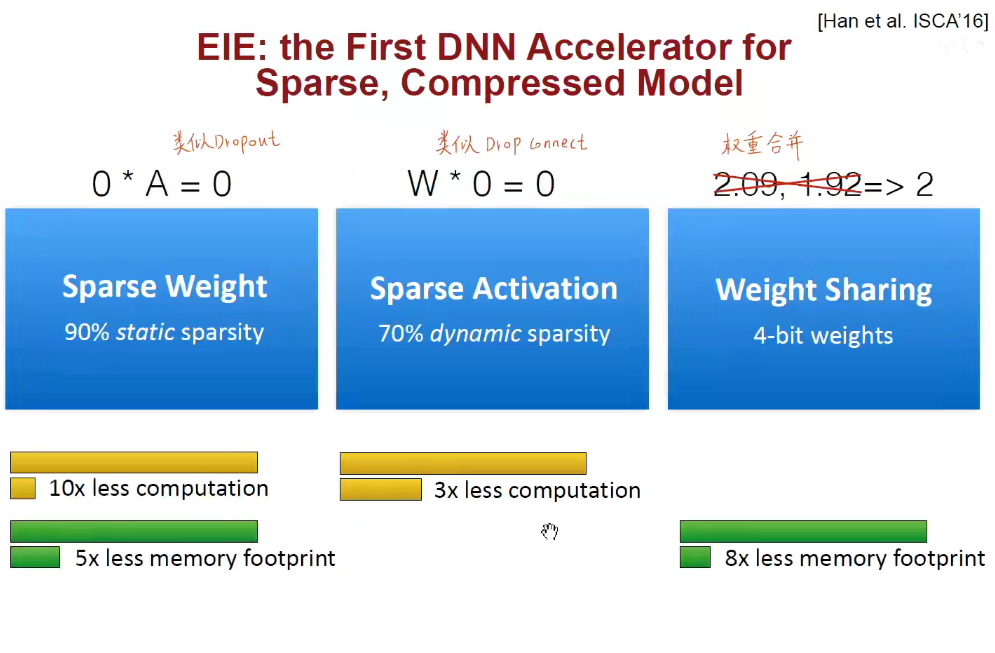 [Han et al. ISCA'16]
EIE: the First DNN Accelerator for
Sparse, Compressed Model
类似Dropout
类似 Drop Connect
权重合并
0 * A = 0
W * 0 = 0
2.09, 1.92=> 2
Sparse Weight
90% static sparsity
Sparse Activation
70% dynamic sparsity
Weight Sharing
4-bit weights
10x less computation
3x less computation
5x less memory footprint
8x less memory footprint